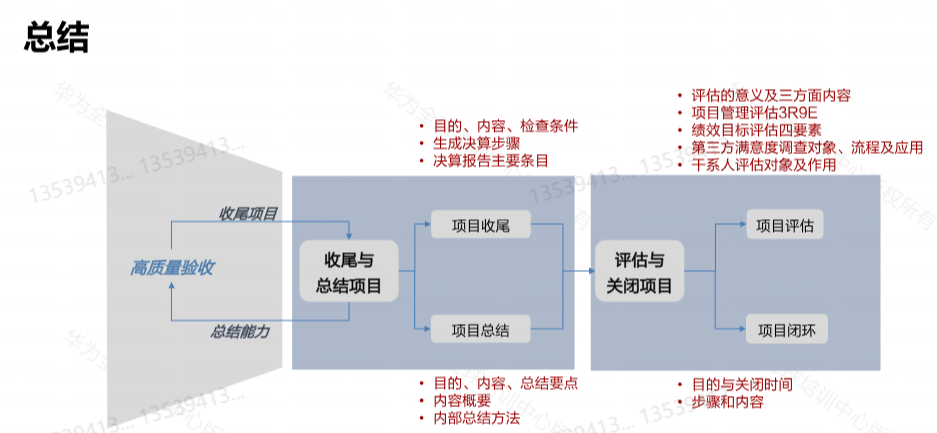 总结
• 评估的意义及三方面内容
• 项目管理评估3R9E
• 绩效目标评估四要素
• 第三方满意度调查对象、流程及应用
• 干系人评估对象及作用
• 目的、内容、检查条件
• 生成决算步骤
• 决算报告主要条目
收尾项目
高质量验收
总结能力
收尾与
总结项目
项目收尾
项目总结
评估与
关闭项目
项目评估
项目闭环
• 目的、内容、总结要点
• 内容概要
• 内部总结方法
• 目的与关闭时间
• 步骤和内容
13539413...
13539413...
13539413...
13539413...
13539413...